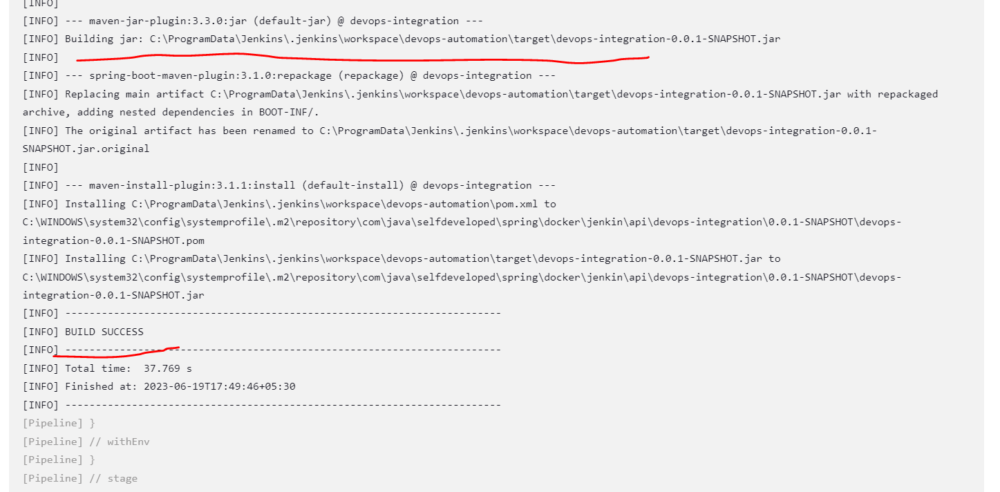 [INFO]
[INFO] --- maven-jar-plugin:3.3.0:jar (default-jar) @ devops-integration ---
[INFO] Building jar: C:\ProgramData\Jenkins\.jenkins\workspace\devops-automation\target\devops-integration-0.0.1-SNAPSHOT.jar
[INFO]
[INFO] --- spring-boot-maven-plugin:3.1.0:repackage (repackage) @ devops-integration ---
[INFO] Replacing main artifact C:\ProgramData\Jenkins\.jenkins\workspace\devops-automation\target\devops-integration-0.0.1-SNAPSHOT.jar with repackaged
archive, adding nested dependencies in BOOT-INF/.
[INFO] The original artifact has been renamed to C:\ProgramData\Jenkins\.jenkins\workspace\devops-automation\target\devops-integration-0.0.1-
SNAPSHOT.jar.original
[INFO]
[INFO] --- maven-install-plugin:3.1.1:install (default-install) @ devops-integration ---
[INFO] Installing C:\ProgramData\Jenkins\.jenkins\workspace\devops-automation\pom.xml to
C:\WINDOWS\system32\config\systemprofile\.m2\repository\com\java\selfdeveloped\spring\docker\jenkin\api\devops-integration\0.0.1-SNAPSHOT\devops-
integration-0.0.1-SNAPSHOT.pom
[INFO] Installing C:\ProgramData\Jenkins\.jenkins\workspace\devops-automation\target\devops-integration-0.0.1-SNAPSHOT.jar to
C:\WINDOWS\system32\config\systemprofile\.m2\repository\com\java\selfdeveloped\spring\docker\jenkin\api\devops-integration\0.0.1-SNAPSHOT\devops-
integration-0.0.1-SNAPSHOT.jar
[INFO] ------------------------------------------------------------------------
[INFO] BUILD SUCCESS
[INFO] ------------------------------------------------------------------------
[INFO] Total time:  37.769 s
[INFO] Finished at: 2023-06-19T17:49:46+05:30
[INFO] ------------------------------------------------------------------------
[Pipeline] }
[Pipeline] // withEnv
[Pipeline] }
[Pipeline] // stage